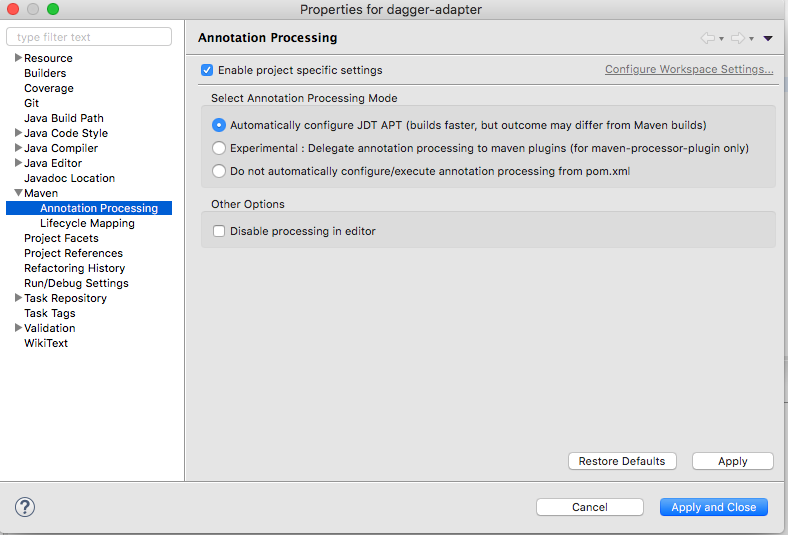 Properties for dagger-adapter
type filter text
Resource
Builders
Coverage
Git
Java Build Path
Java Code Style
Java Compiler
Java Editor
Javadoc Location
Maven
Annotation Processing
Lifecycle Mapping
Project Facets
Project References
Refactoring History
Run/Debug Settings
Task Repository
Task Tags
Validation
WikiText
Annotation Processing
Enable project specific settings
Configure Workspace Settings...
Select Annotation Processing Mode
Automatically configure JDT APT (builds faster, but outcome may differ from Maven builds)
Experimental : Delegate annotation processing to maven plugins (for maven-processor-plugin only)
Do not automatically configure/execute annotation processing from pom.xml
Other Options
Disable processing in editor
Restore Defaults
Apply
?
Cancel
Apply and Close